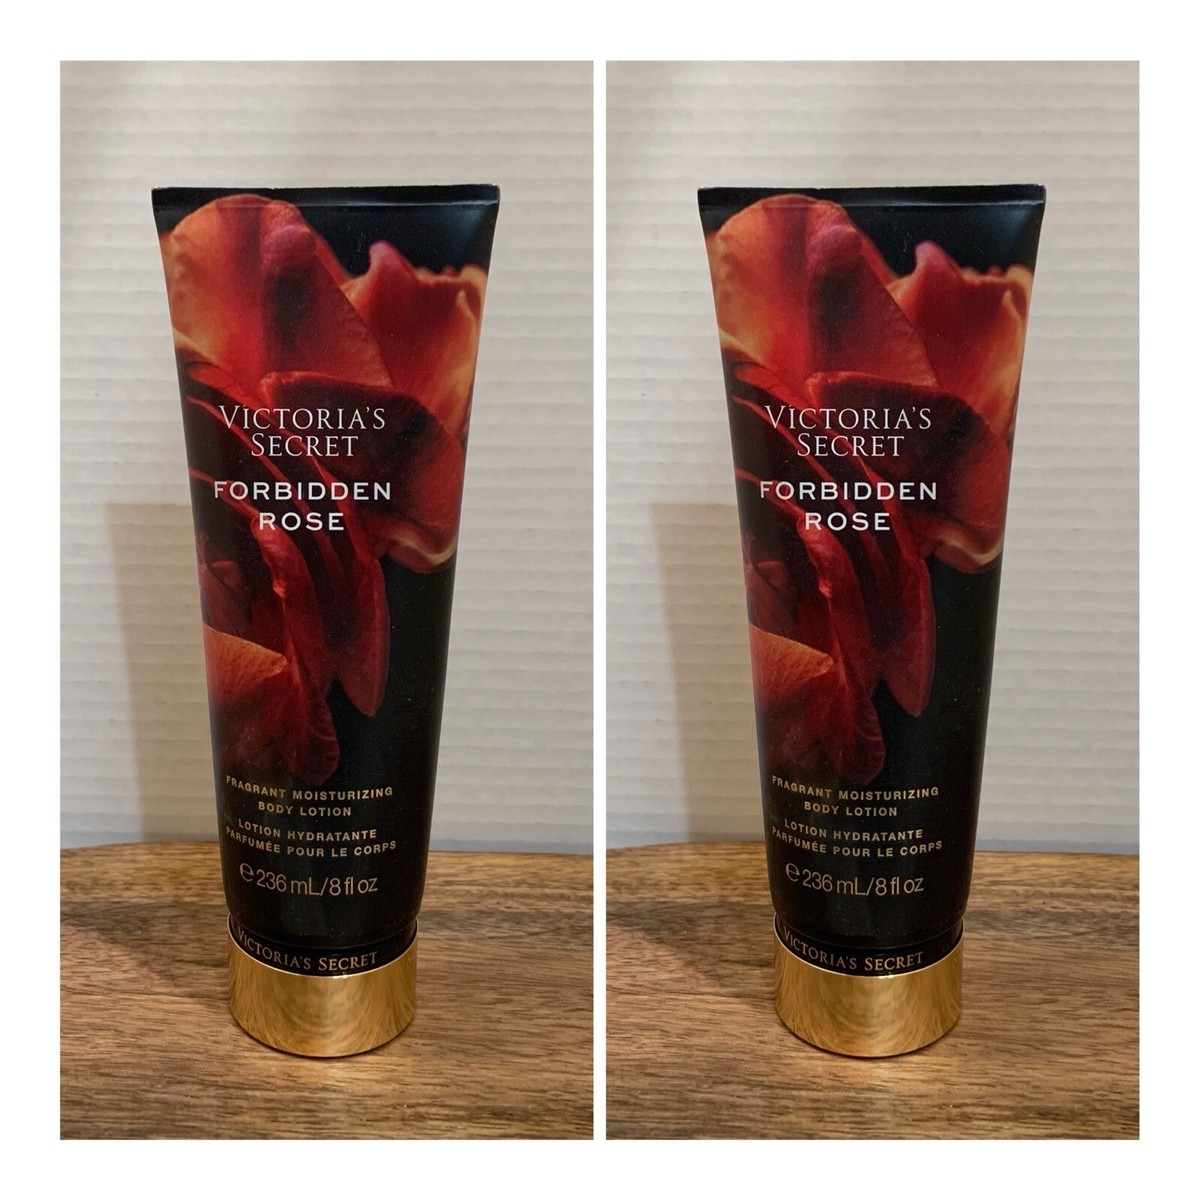 VICTORIA'S
SECRET
FORBIDDEN
ROSE
FRAGRANT MOISTURIZING
BODY LOTION
LOTION HYDRATANTE
PARFUMÉE POUR LE CORPS
℮ 236 mL/8 fl oz
VICTORIA'S SECRET
VICTORIA'S
SECRET
FORBIDDEN
ROSE
FRAGRANT MOISTURIZING
BODY LOTION
LOTION HYDRATANTE
PARFUMÉE POUR LE CORPS
℮ 236 mL/8 fl oz
VICTORIA'S SECRET